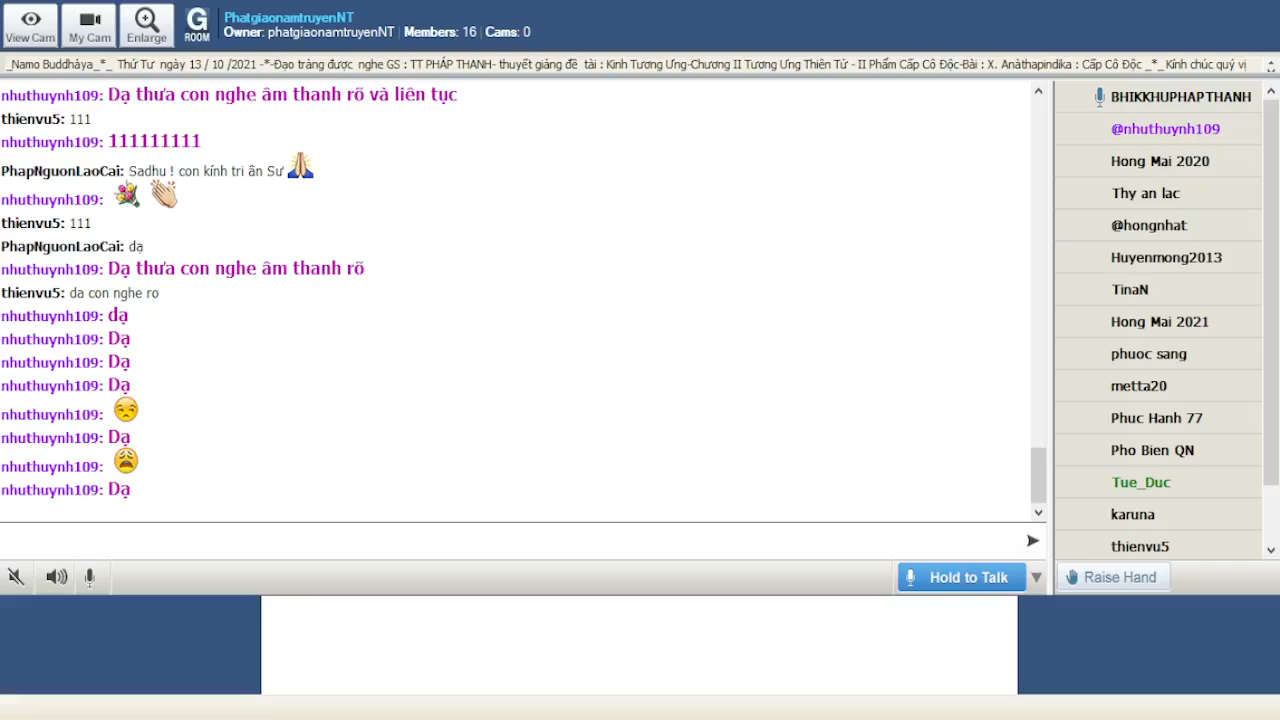 View Cam
My Cam
Enlarge
G
ROOM
PhatgiaonamtruyenNT
Owner: phatgiaonamtruyenNT | Members: 16 | Cams: 0
_Namo Buddhàya_*_ Thứ Tư ngày 13 / 10 /2021 -*-Đạo tràng được nghe GS : TT PHÁP THANH- thuyết giảng đề tài : Kinh Tương Ưng-Chương II Tương Ưng Thiên Tử - II Phẩm Cấp Cô Độc-Bài : X. Anàthapindika : Cấp Cô Độc _*_Kính chúc quý vị
nhuthuynh109: Dạ thưa con nghe âm thanh rõ và liên tục
thienvu5: 111
nhuthuynh109: 111111111
PhapNguonLaoCai: Sadhu ! con kính tri ân Sư
nhuthuynh109:
thienvu5: 111
PhapNguonLaoCai: dạ
nhuthuynh109: Dạ thưa con nghe âm thanh rõ
thienvu5: da con nghe ro
nhuthuynh109: dạ
nhuthuynh109: Dạ
nhuthuynh109: Dạ
nhuthuynh109: Dạ
nhuthuynh109:
nhuthuynh109: Dạ
nhuthuynh109:
nhuthuynh109: Dạ
Hold to Talk
BHIKKHUPHAPTHANH
@nhuthuynh109
Hong Mai 2020
Thy an lac
@hongnhat
Huyenmong2013
TinaN
Hong Mai 2021
phuoc sang
metta20
Phuc Hanh 77
Pho Bien QN
Tue_Duc
karuna
thienvu5
Raise Hand